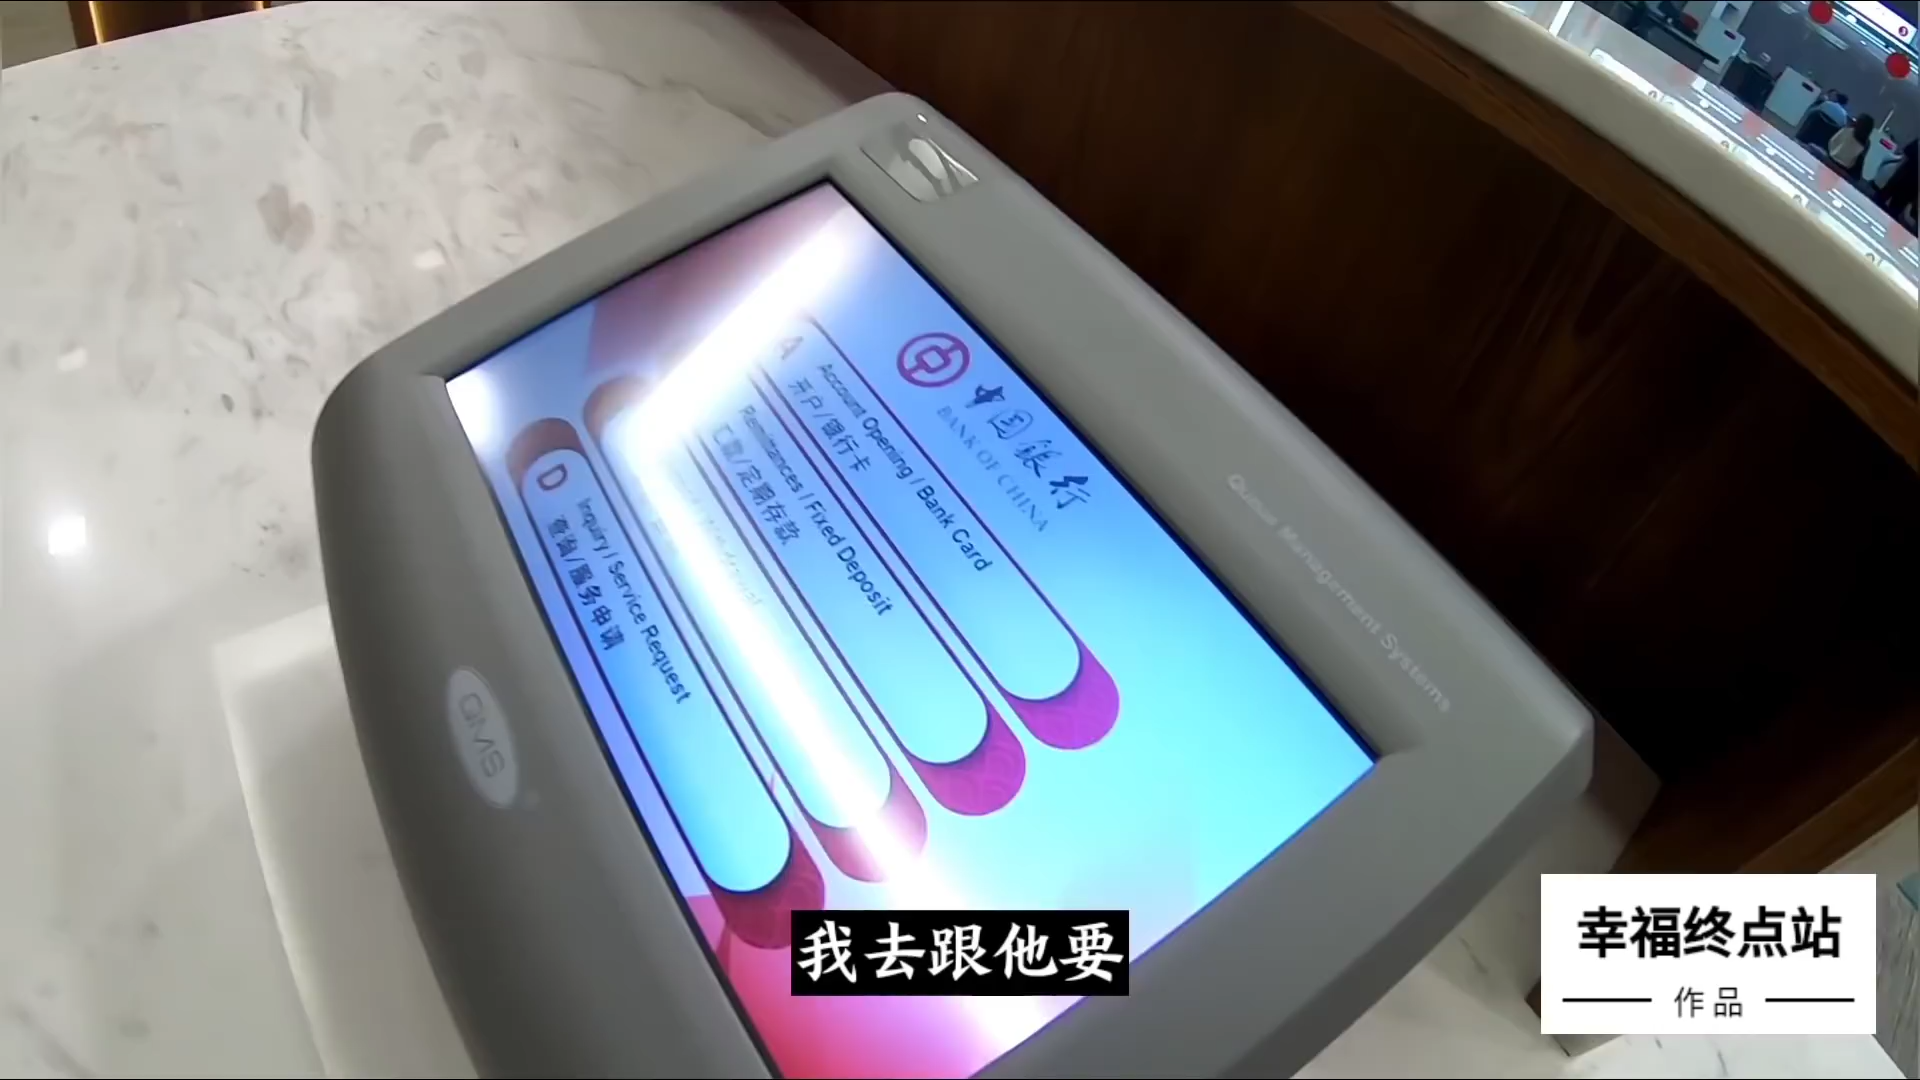 中国银行
BANK OF CHINA
A
Account Opening / Bank Card
开户/银行卡
Remittances / Fixed Deposit
汇款/定期存款
D
Inquiry / Service Request
查询/服务申请
Queue Management Systems
QMS
我去跟他要
幸福终点站
作品